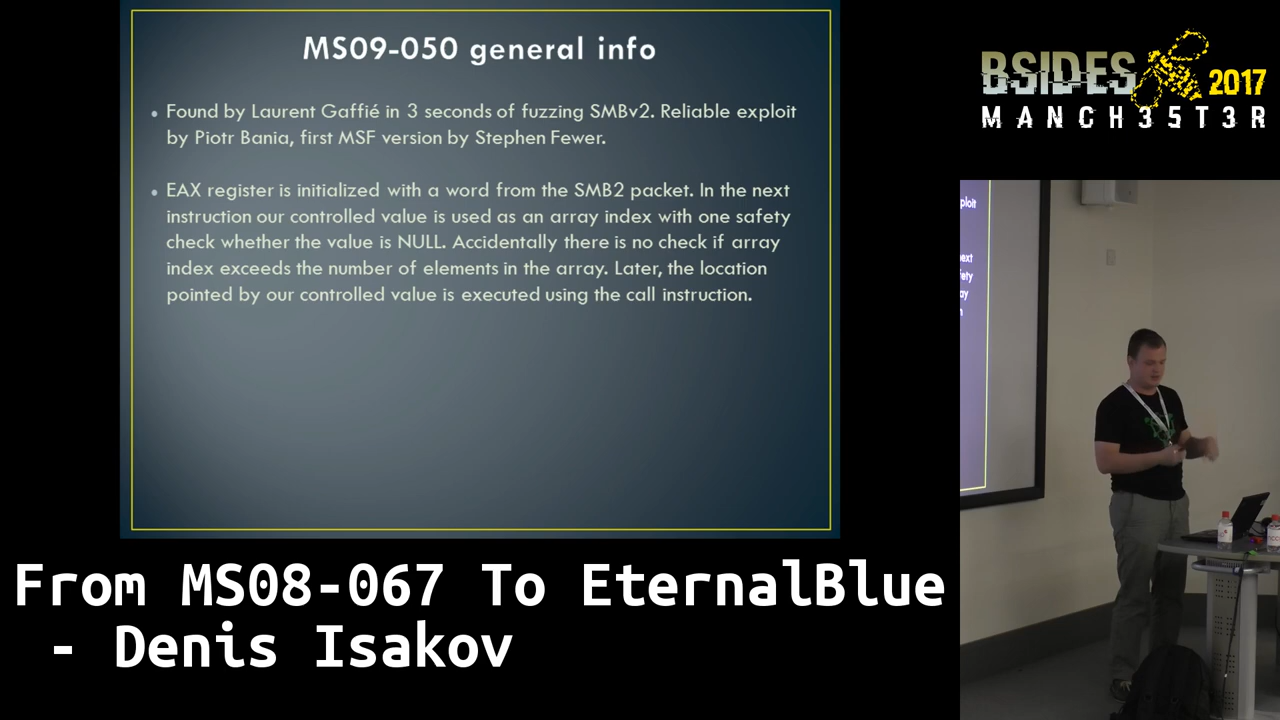 MS09-050 general info
• Found by Laurent Gaffié in 3 seconds of fuzzing SMBv2. Reliable exploit
by Piotr Bania, first MSF version by Stephen Fewer.
• EAX register is initialized with a word from the SMB2 packet. In the next
instruction our controlled value is used as an array index with one safety
check whether the value is NULL. Accidentally there is no check if array
index exceeds the number of elements in the array. Later, the location
pointed by our controlled value is executed using the call instruction.
BSIDES 2017
MANCH35T3R
From MS08-067 To EternalBlue
- Denis Isakov